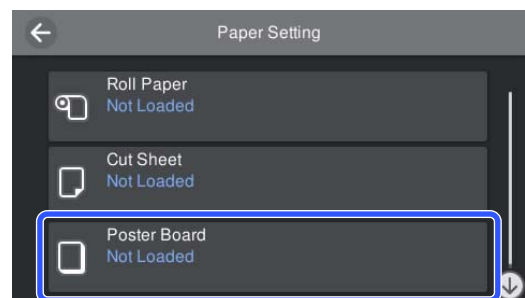 Paper Setting
Roll Paper
Not Loaded
Cut Sheet
Not Loaded
Poster Board
Not Loaded